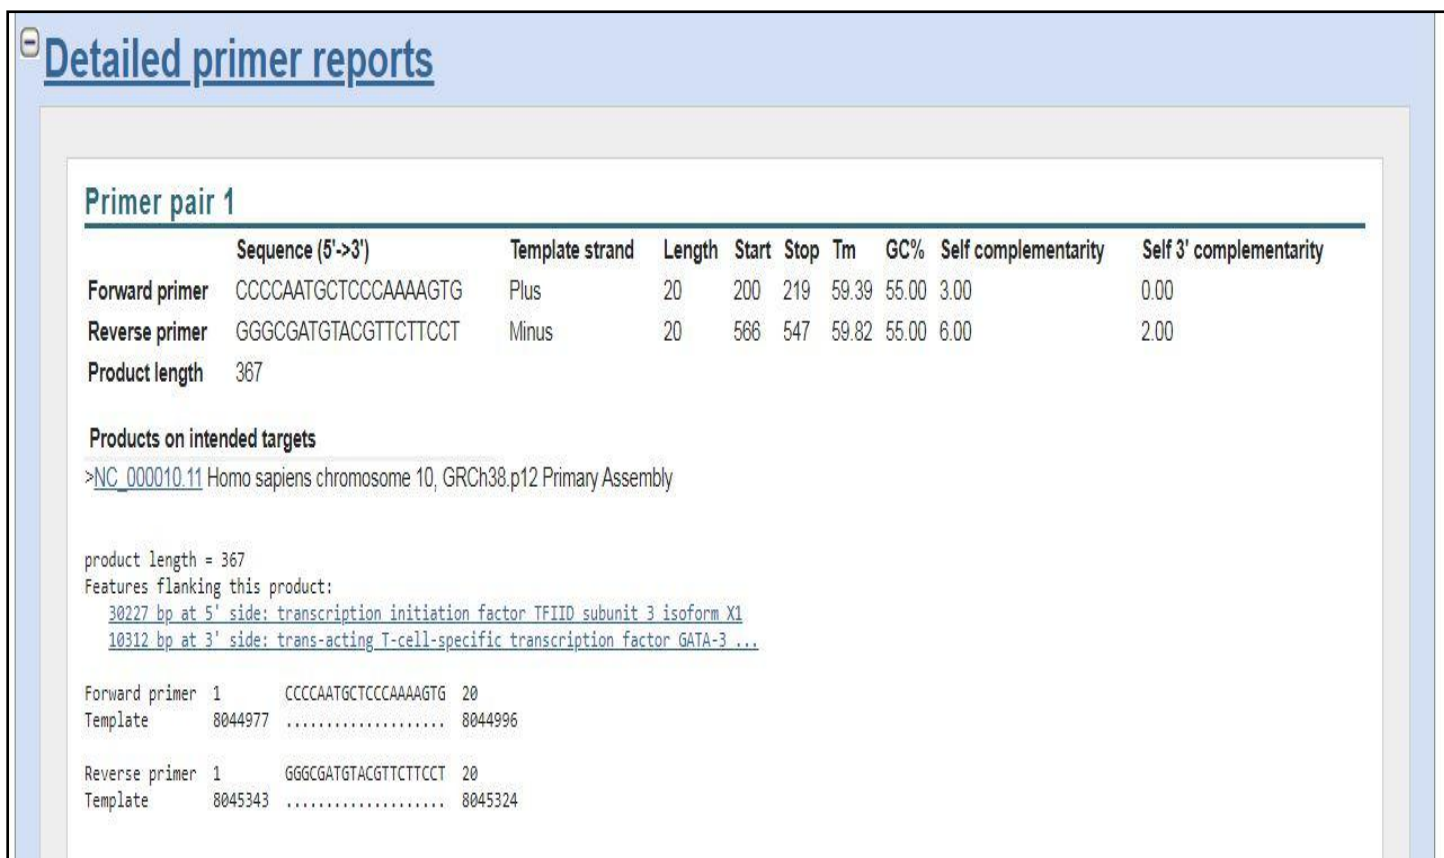 Detailed primer reports
Primer pair 1
Sequence (5'->3') Template strand Length Start Stop Tm GC% Self complementarity Self 3' complementarity
Forward primer CCCCAATGCTCCCAAAAGTG Plus 20 200 219 59.39 55.00 3.00 0.00
Reverse primer GGGCGATGTACGTTCTTCCT Minus 20 566 547 59.82 55.00 6.00 2.00
Product length 367
Products on intended targets
>NC_000010.11 Homo sapiens chromosome 10, GRCh38.p12 Primary Assembly
product length = 367
Features flanking this product:
30227 bp at 5' side: transcription initiation factor TFIID subunit 3 isoform X1
10312 bp at 3' side: trans-acting T-cell-specific transcription factor GATA-3 ...
Forward primer 1 CCCCAATGCTCCCAAAAGTG 20
Template 8044977 .................... 8044996
Reverse primer 1 GGGCGATGTACGTTCTTCCT 20
Template 8045343 .................... 8045324